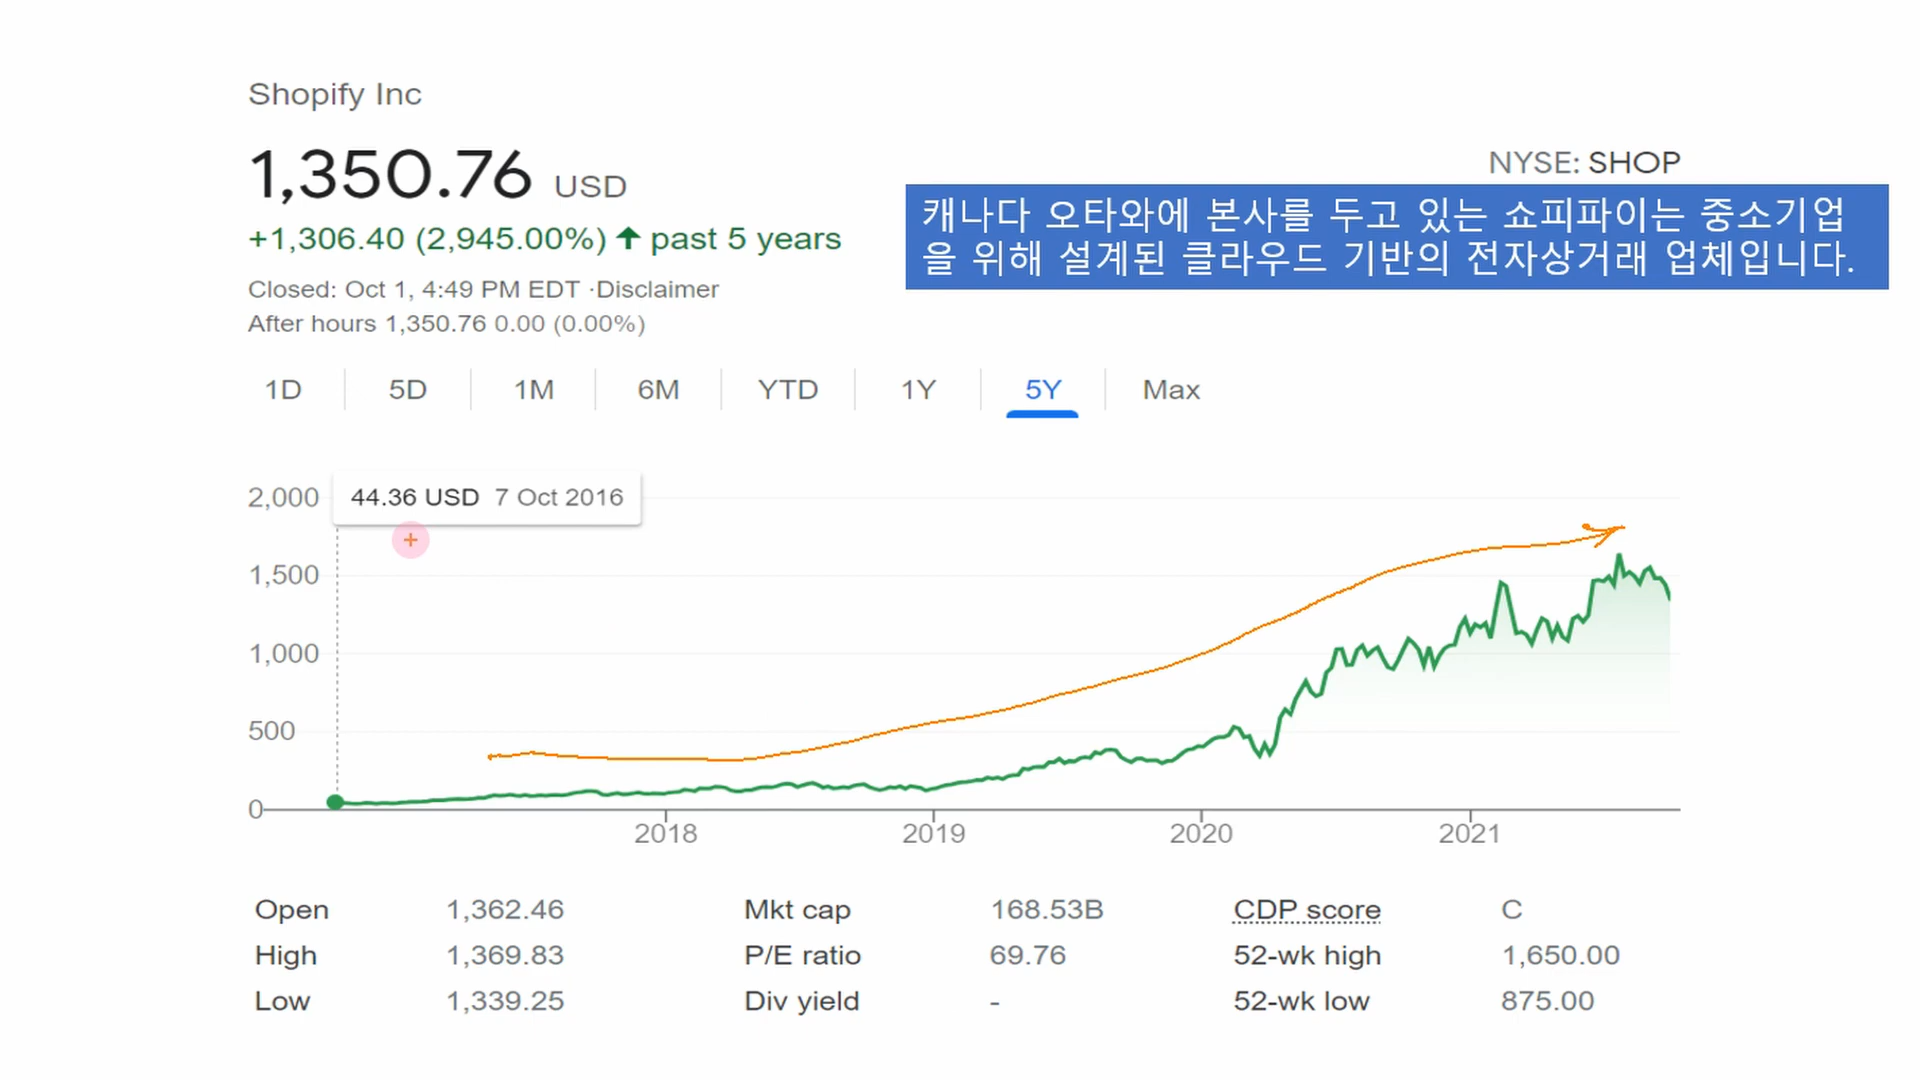 Shopify Inc
1,350.76 USD
NYSE: SHOP
+1,306.40 (2,945.00%) ↑ past 5 years
캐나다 오타와에 본사를 두고 있는 쇼피파이는 중소기업
을 위해 설계된 클라우드 기반의 전자상거래 업체입니다.
Closed: Oct 1, 4:49 PM EDT ·Disclaimer
After hours 1,350.76 0.00 (0.00%)
1D 5D 1M 6M YTD 1Y 5Y Max
44.36 USD 7 Oct 2016
2,000
1,500
1,000
500
0
2018 2019 2020 2021
Open 1,362.46 Mkt cap 168.53B CDP score C
High 1,369.83 P/E ratio 69.76 52-wk high 1,650.00
Low 1,339.25 Div yield - 52-wk low 875.00